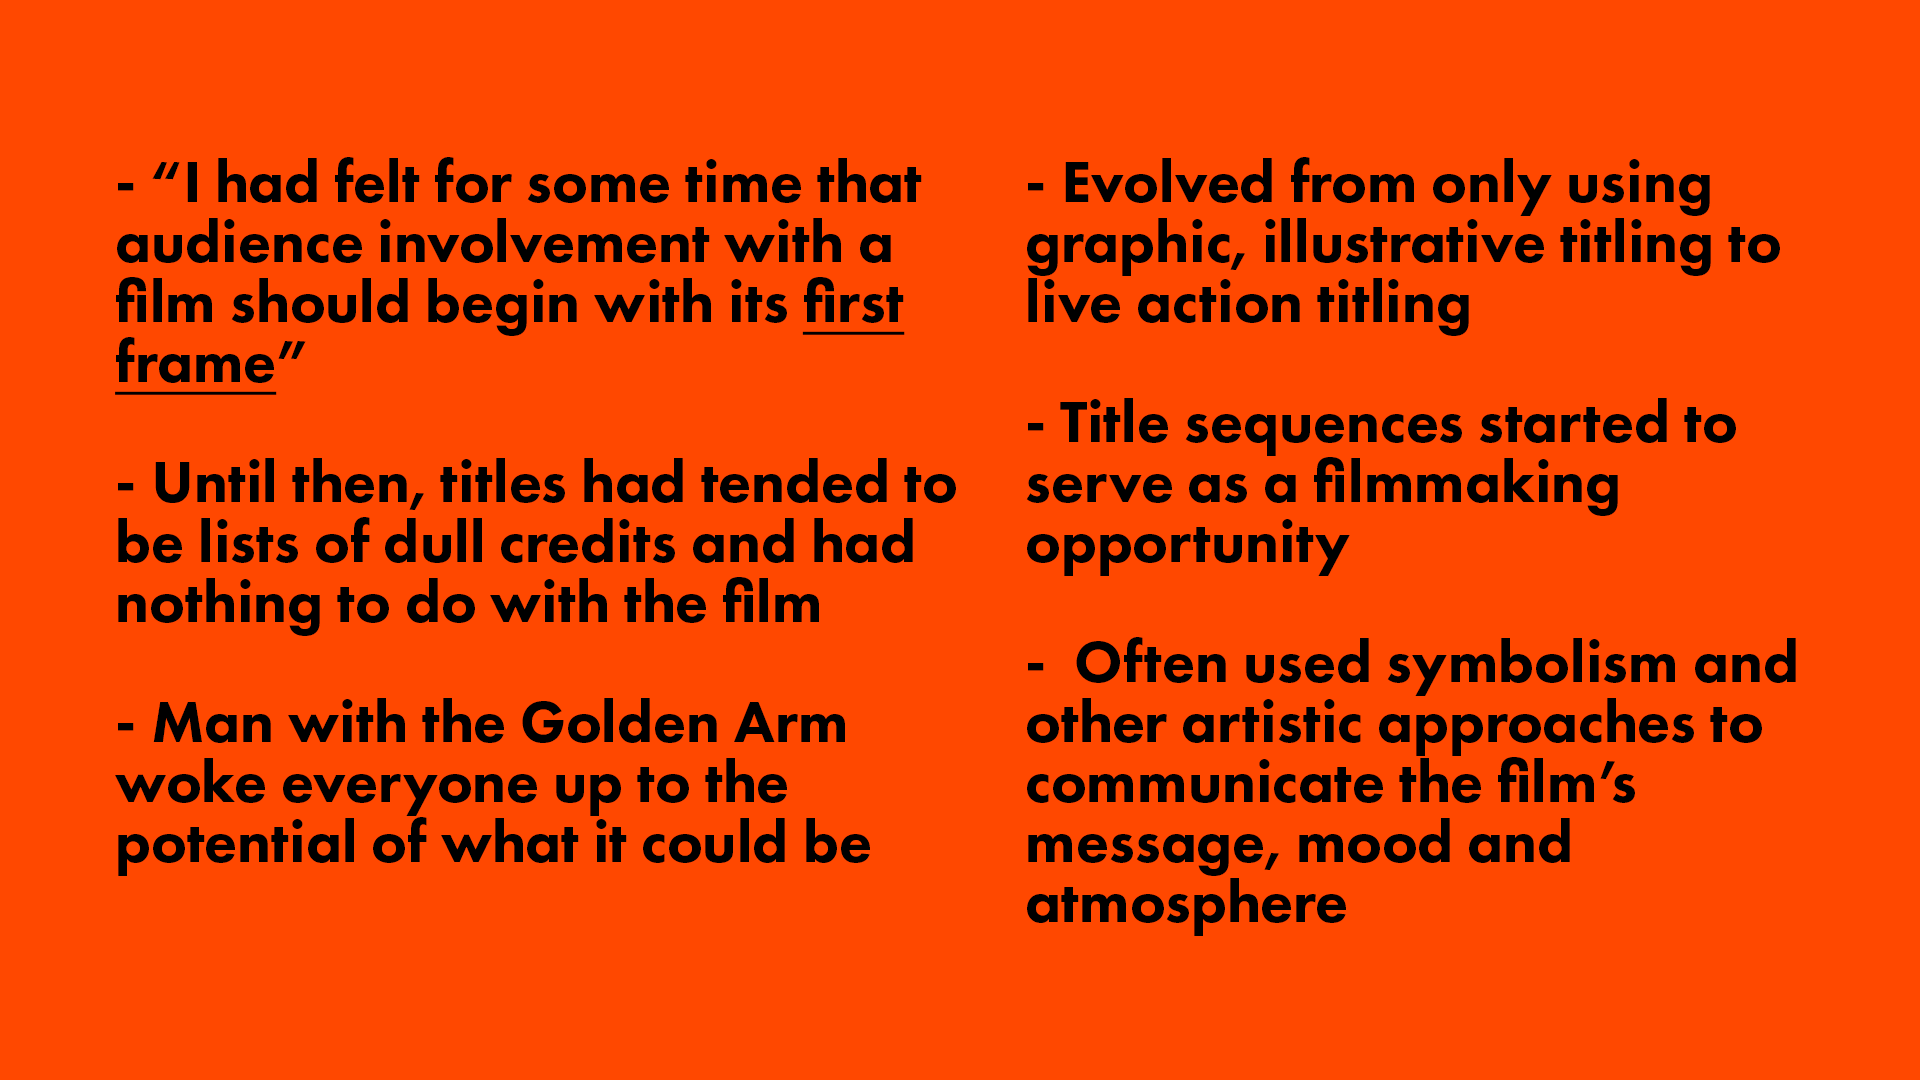 - “I had felt for some time that
audience involvement with a
film should begin with its first
frame”
- Until then, titles had tended to
be lists of dull credits and had
nothing to do with the film
- Man with the Golden Arm
woke everyone up to the
potential of what it could be
- Evolved from only using
graphic, illustrative titling to
live action titling
- Title sequences started to
serve as a filmmaking
opportunity
-  Often used symbolism and
other artistic approaches to
communicate the film’s
message, mood and
atmosphere